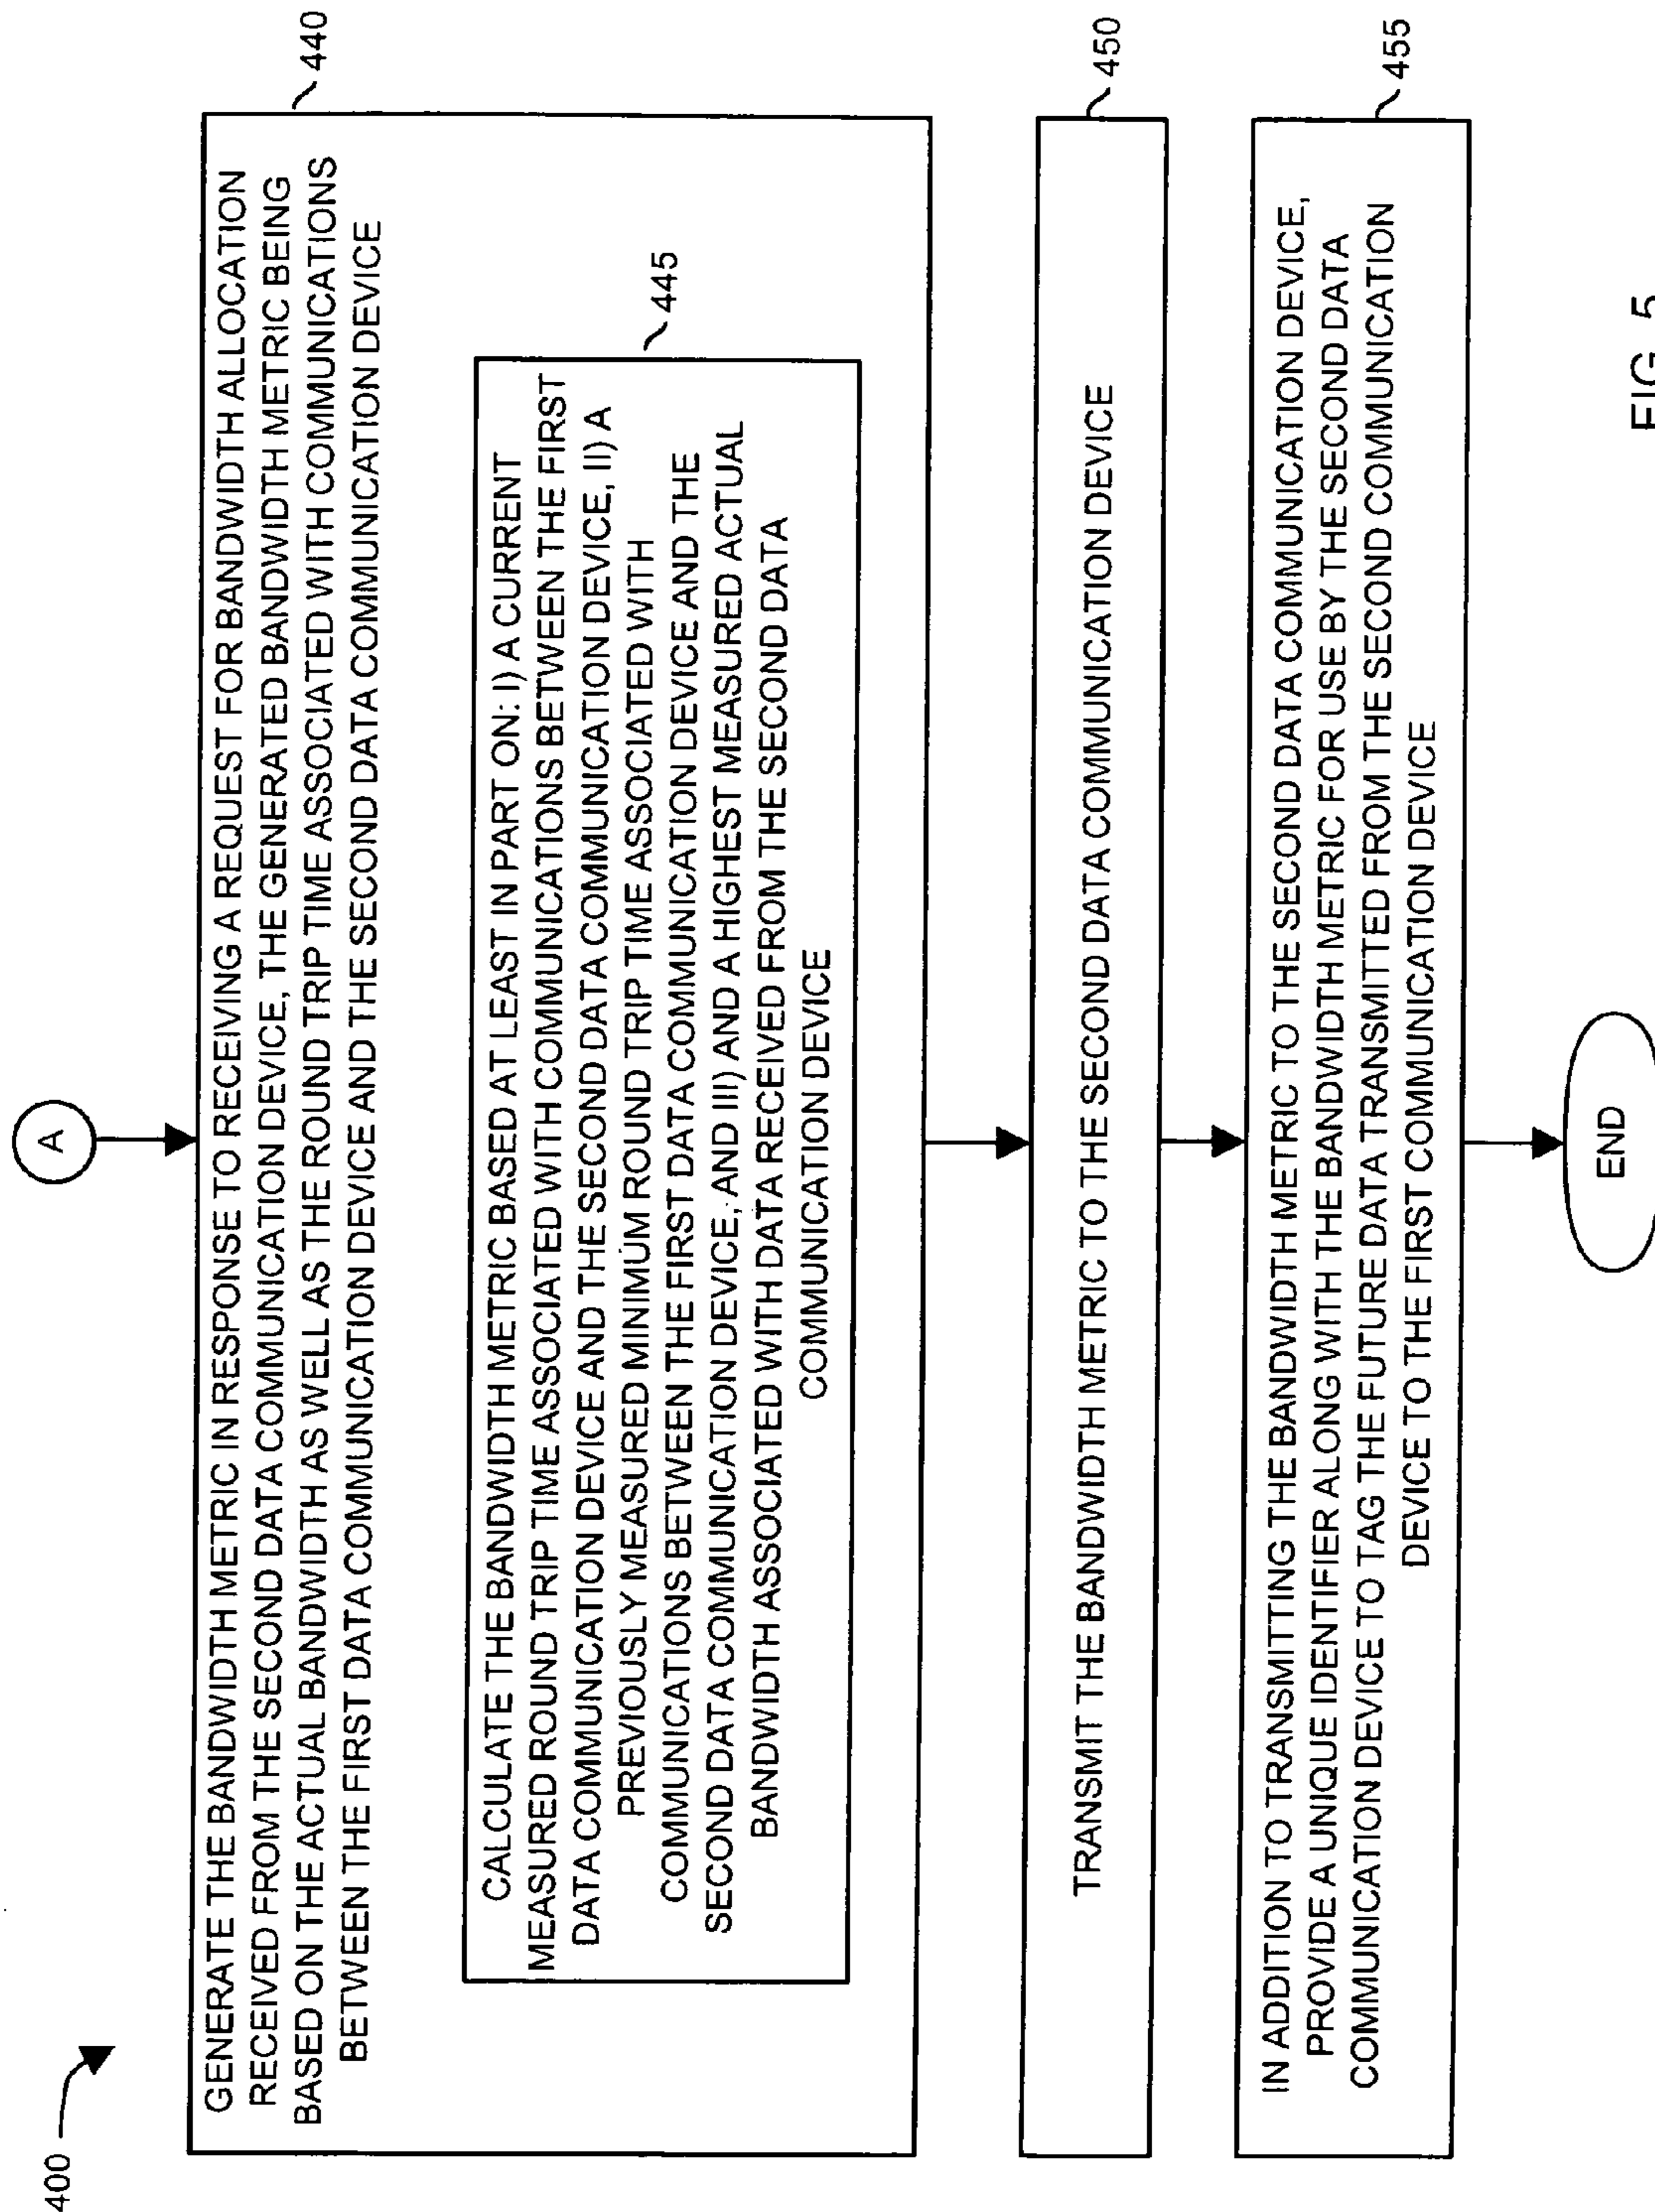 400
A
440
GENERATE THE BANDWIDTH METRIC IN RESPONSE TO RECEIVING A REQUEST FOR BANDWIDTH ALLOCATION
RECEIVED FROM THE SECOND DATA COMMUNICATION DEVICE, THE GENERATED BANDWIDTH METRIC BEING
BASED ON THE ACTUAL BANDWIDTH AS WELL AS THE ROUND TRIP TIME ASSOCIATED WITH COMMUNICATIONS
BETWEEN THE FIRST DATA COMMUNICATION DEVICE AND THE SECOND DATA COMMUNICATION DEVICE
445
CALCULATE THE BANDWIDTH METRIC BASED AT LEAST IN PART ON: I) A CURRENT
MEASURED ROUND TRIP TIME ASSOCIATED WITH COMMUNICATIONS BETWEEN THE FIRST
DATA COMMUNICATION DEVICE AND THE SECOND DATA COMMUNICATION DEVICE, II) A
PREVIOUSLY MEASURED MINIMUM ROUND TRIP TIME ASSOCIATED WITH
COMMUNICATIONS BETWEEN THE FIRST DATA COMMUNICATION DEVICE AND THE
SECOND DATA COMMUNICATION DEVICE, AND III) AND A HIGHEST MEASURED ACTUAL
BANDWIDTH ASSOCIATED WITH DATA RECEIVED FROM THE SECOND DATA
COMMUNICATION DEVICE
450
TRANSMIT THE BANDWIDTH METRIC TO THE SECOND DATA COMMUNICATION DEVICE
455
IN ADDITION TO TRANSMITTING THE BANDWIDTH METRIC TO THE SECOND DATA COMMUNICATION DEVICE,
PROVIDE A UNIQUE IDENTIFIER ALONG WITH THE BANDWIDTH METRIC FOR USE BY THE SECOND DATA
COMMUNICATION DEVICE TO TAG THE FUTURE DATA TRANSMITTED FROM THE SECOND COMMUNICATION
DEVICE TO THE FIRST COMMUNICATION DEVICE
END
FIG. 5